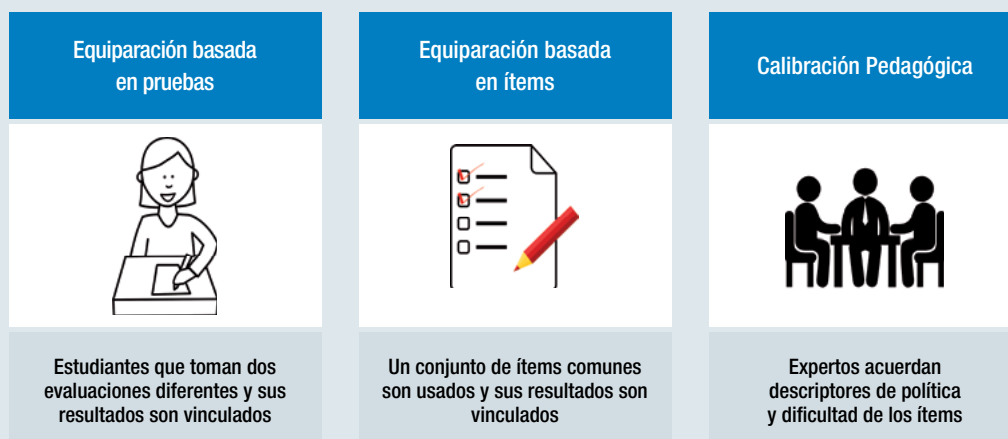 Equiparación basada
en pruebas
Estudiantes que toman dos
evaluaciones diferentes y sus
resultados son vinculados
Equiparación basada
en ítems
Un conjunto de ítems comunes
son usados y sus resultados son
vinculados
Calibración Pedagógica
Expertos acuerdan
descriptores de política
y dificultad de los ítems